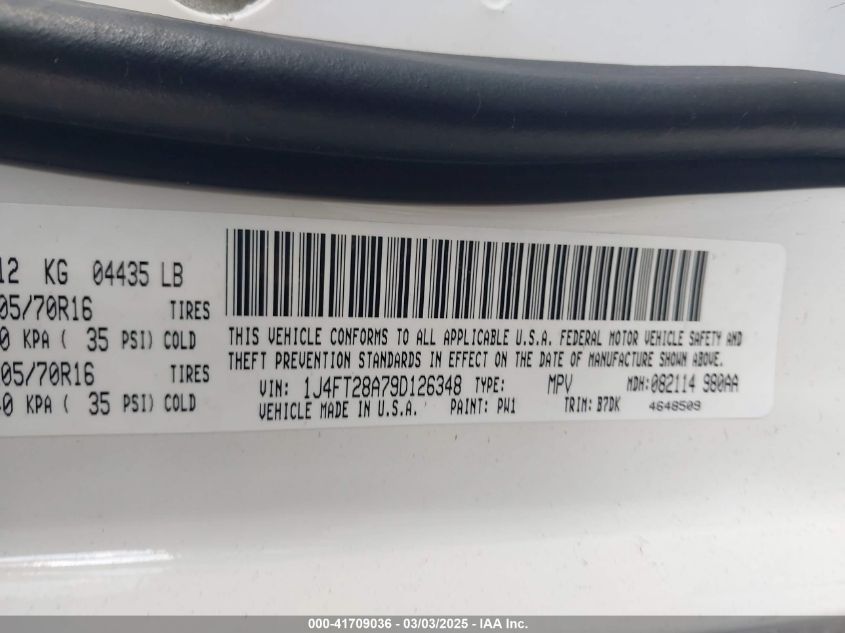 12 KG 04435 LB
05/70R16 TIRES
0 KPA ( 35 PSI) COLD
05/70R16 TIRES
40 KPA ( 35 PSI) COLD
THIS VEHICLE CONFORMS TO ALL APPLICABLE U.S.A. FEDERAL MOTOR VEHICLE SAFETY AND
THEFT PREVENTION STANDARDS IN EFFECT ON THE DATE OF MANUFACTURE SHOWN ABOVE.
VIN: 1J4FT28A79D126348 TYPE: MPV MDH: 082114 980AA
VEHICLE MADE IN U.S.A. PAINT: PW1 TRIM: B7DK 4648509
000-41709036 - 03/03/2025 - IAA Inc.